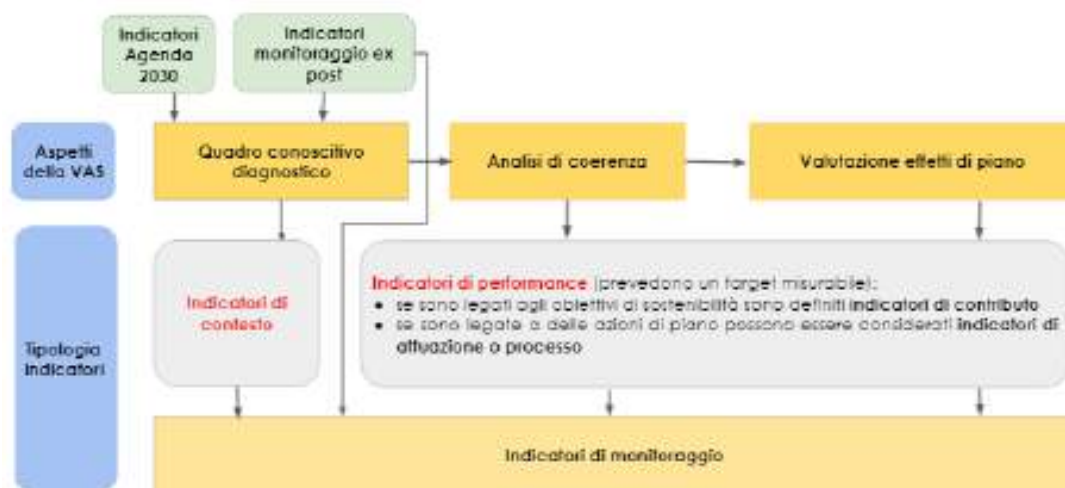 Indicatori
Agenda
2030
Indicatori
monitoraggio ex
post
Aspetti
della VAS
Quadro conoscitivo
diagnostico
Analisi di coerenza
Valutazione effetti di piano
Tipologia
indicatori
Indicatori di
contesto
Indicatori di performance (prevedono un target misurabile):
● se sono legati agli obiettivi di sostenibilità sono definiti indicatori di contributo
● se sono legate a delle azioni di piano possono essere considerati indicatori di
attuazione o processo
Indicatori di monitoraggio